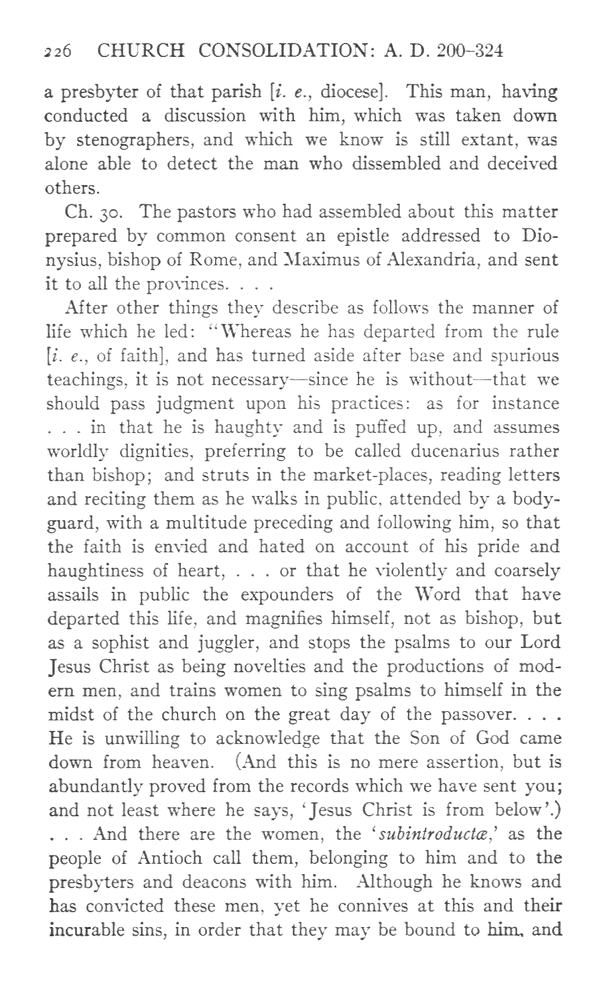 226 CHURCH CONSOLIDATION: A. D. 200–324
a presbyter of that parish [i. e., diocese]. This man, having
conducted a discussion with him, which was taken down
by stenographers, and which we know is still extant, was
alone able to detect the man who dissembled and deceived
others.
Ch. 30. The pastors who had assembled about this matter
prepared by common consent an epistle addressed to Dio-
nysius, bishop of Rome, and Maximus of Alexandria, and sent
it to all the provinces. . . .
After other things they describe as follows the manner of
life which he led: “Whereas he has departed from the rule
[i. e., of faith], and has turned aside after base and spurious
teachings, it is not necessary—since he is without—that we
should pass judgment upon his practices: as for instance
. . . in that he is haughty and is puffed up, and assumes
worldly dignities, preferring to be called ducenarius rather
than bishop; and struts in the market-places, reading letters
and reciting them as he walks in public, attended by a body-
guard, with a multitude preceding and following him, so that
the faith is envied and hated on account of his pride and
haughtiness of heart, . . . or that he violently and coarsely
assails in public the expounders of the Word that have
departed this life, and magnifies himself, not as bishop, but
as a sophist and juggler, and stops the psalms to our Lord
Jesus Christ as being novelties and the productions of mod-
ern men, and trains women to sing psalms to himself in the
midst of the church on the great day of the passover. . . .
He is unwilling to acknowledge that the Son of God came
down from heaven. (And this is no mere assertion, but is
abundantly proved from the records which we have sent you;
and not least where he says, ‘Jesus Christ is from below’.)
. . . And there are the women, the ‘subintroductæ,’ as the
people of Antioch call them, belonging to him and to the
presbyters and deacons with him. Although he knows and
has convicted these men, yet he connives at this and their
incurable sins, in order that they may be bound to him, and